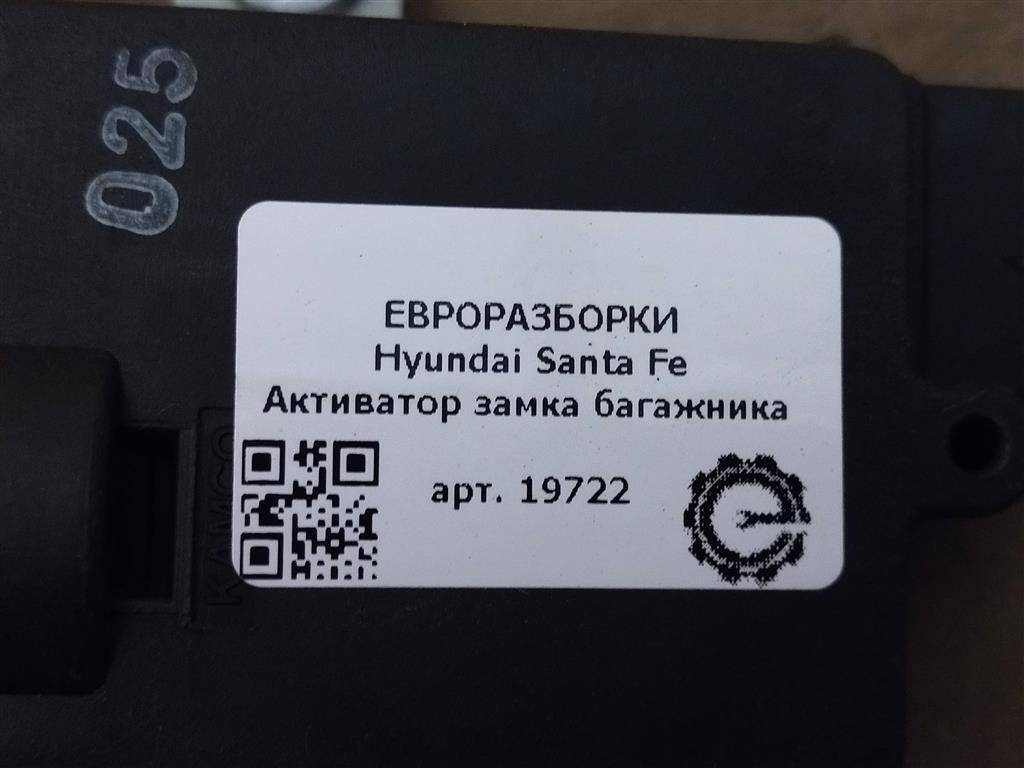 025
ЕВРОРАЗБОРКИ
Hyundai Santa Fe
Активатор замка багажника
арт. 19722